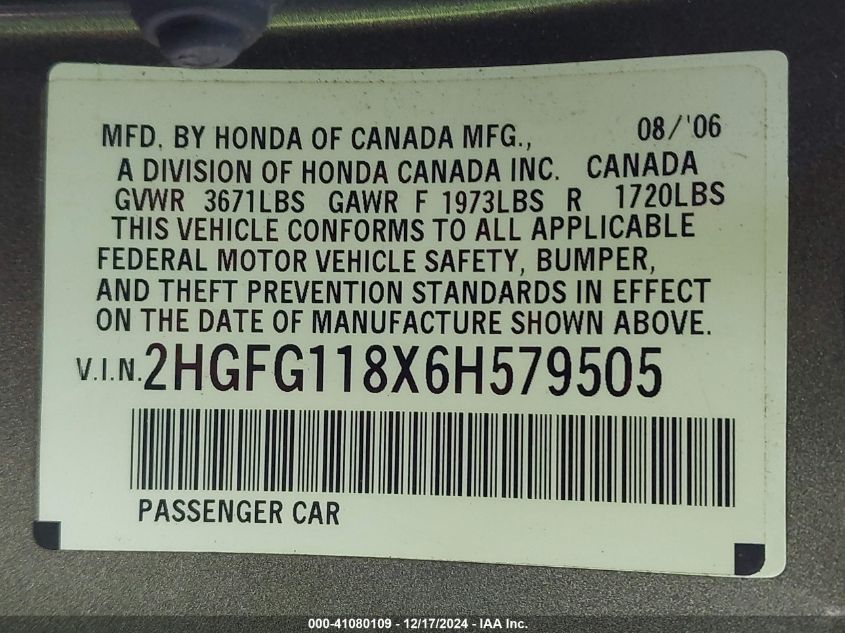 MFD. BY HONDA OF CANADA MFG., 08/'06
A DIVISION OF HONDA CANADA INC. CANADA
GVWR 3671LBS GAWR F 1973LBS R 1720LBS
THIS VEHICLE CONFORMS TO ALL APPLICABLE
FEDERAL MOTOR VEHICLE SAFETY, BUMPER,
AND THEFT PREVENTION STANDARDS IN EFFECT
ON THE DATE OF MANUFACTURE SHOWN ABOVE.
V.I.N. 2HGFG118X6H579505
PASSENGER CAR
000-41080109 - 12/17/2024 - IAA Inc.